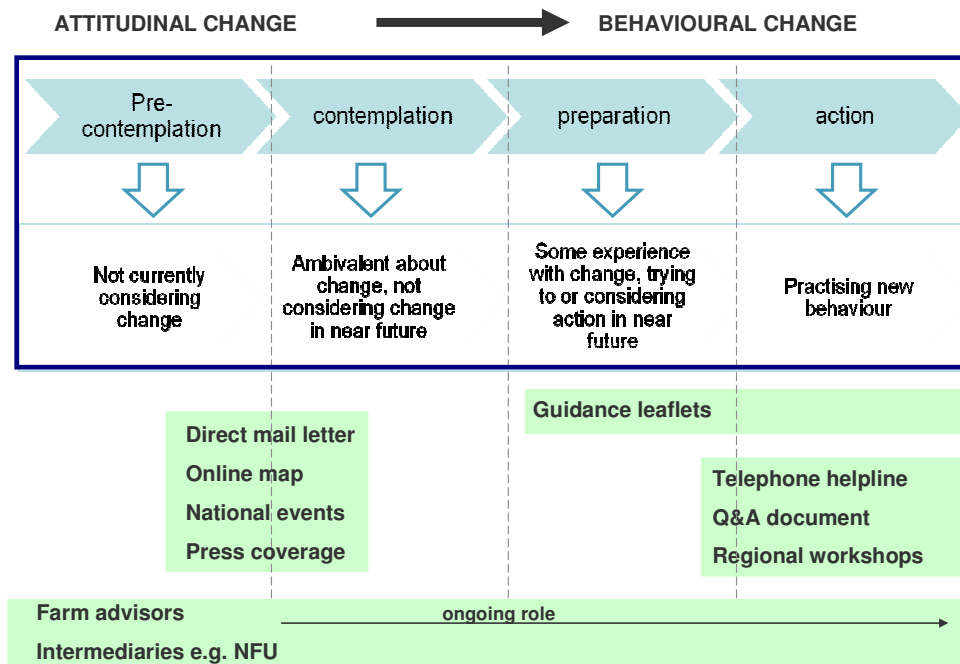 ATTITUDINAL CHANGE
BEHAVIOURAL CHANGE
Pre-
contemplation
contemplation
preparation
action
Not currently
considering
change
Ambivalent about
change, not
considering change
in near future
Some experience
with change, trying
to or considering
action in near
future
Practising new
behaviour
Guidance leaflets
Direct mail letter
Online map
National events
Press coverage
Telephone helpline
Q&A document
Regional workshops
Farm advisors
ongoing role
Intermediaries e.g. NFU